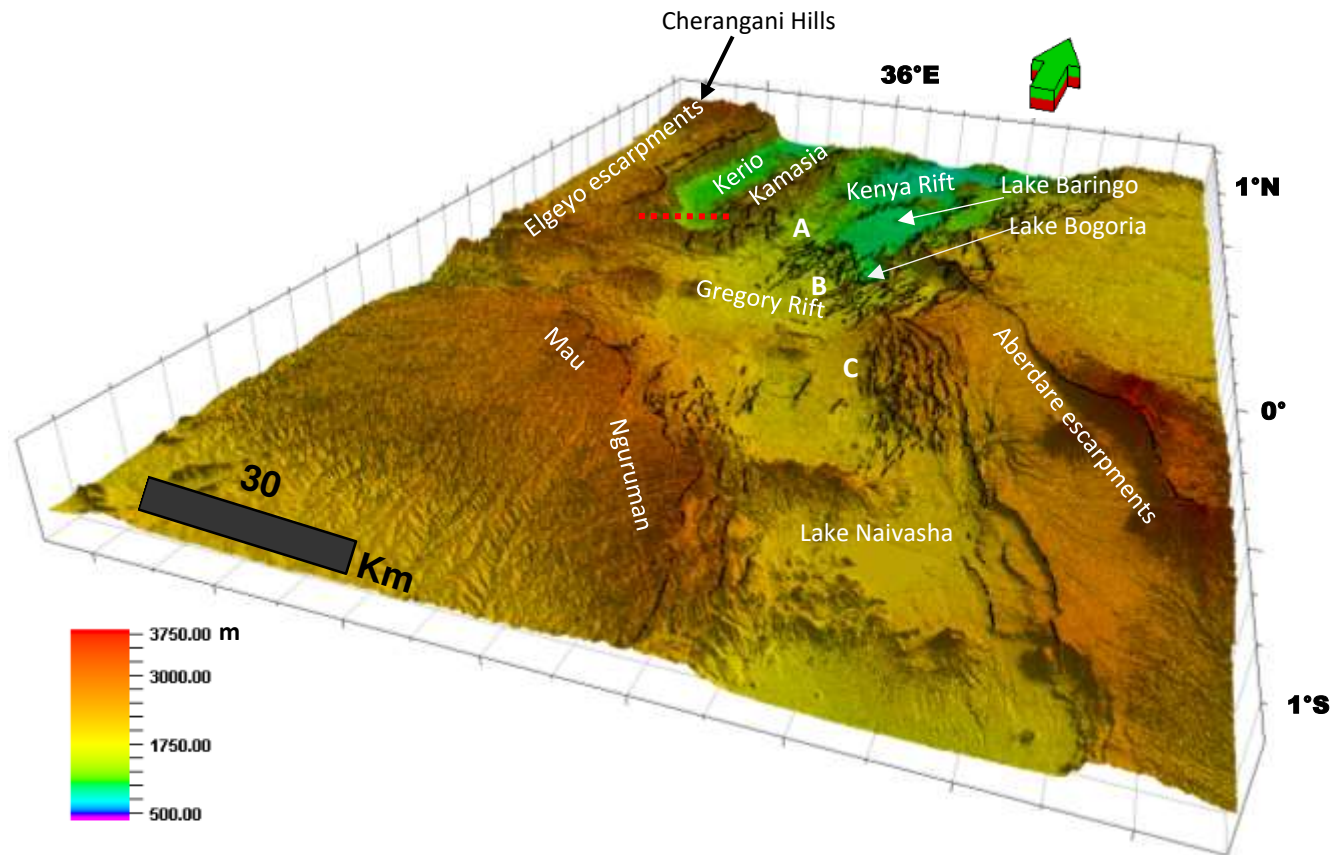 Cherangani Hills
36°E
Elgeyo escarpments
Kerio
Kamasia
Kenya Rift
Lake Baringo
1°N
Lake Bogoria
A
B
Gregory Rift
Mau
C
Aberdare escarpments
0°
Nguruman
30
Km
Lake Naivasha
3750.00 m
3000.00
1750.00
500.00
1°S